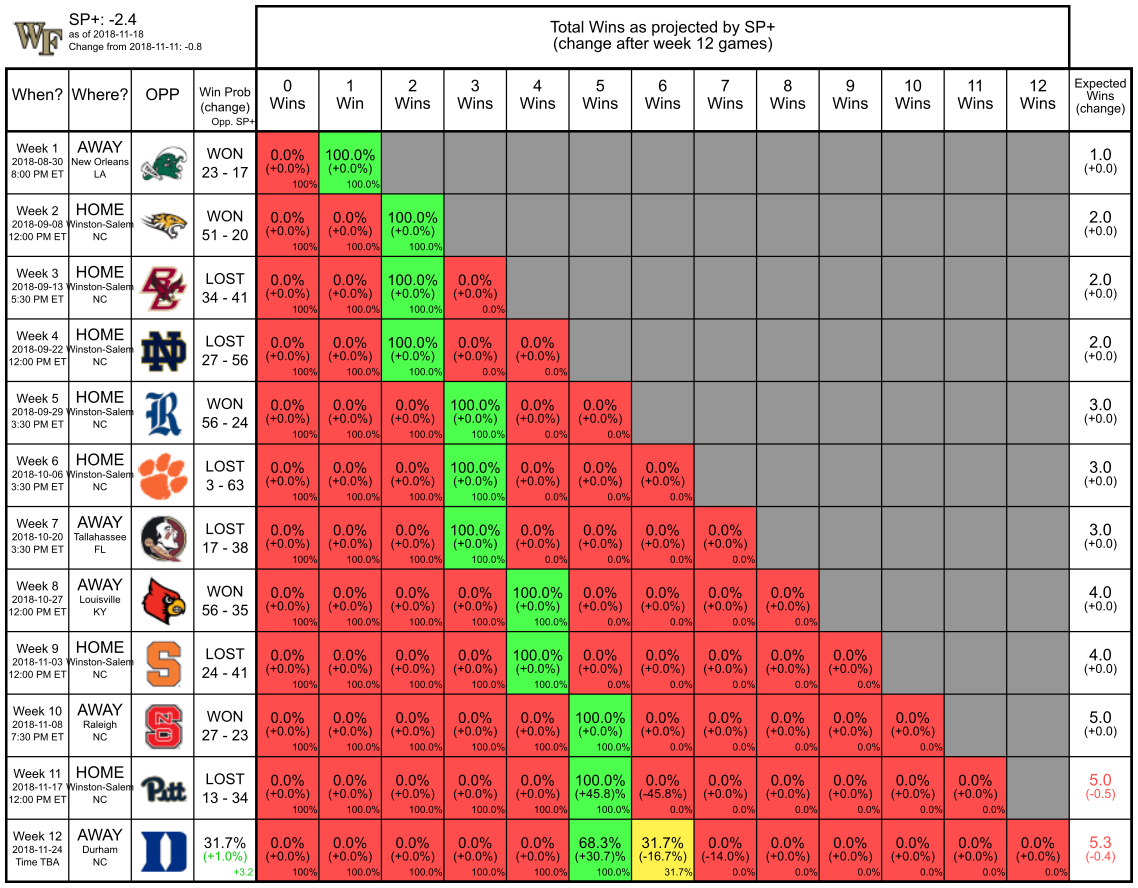 WF
SP+: -2.4
as of 2018-11-18
Change from 2018-11-11: -0.8
Total Wins as projected by SP+
(change after week 12 games)
When? Where? OPP Win Prob (change) Opp. SP+ 0 Wins 1 Win 2 Wins 3 Wins 4 Wins 5 Wins 6 Wins 7 Wins 8 Wins 9 Wins 10 Wins 11 Wins 12 Wins Expected Wins (change)
Week 1 AWAY WON 0.0% 100.0% 1.0
2018-08-30 New Orleans 23 - 17 (+0.0%) (+0.0%) (+0.0)
8:00 PM ET LA 100% 100.0%
Week 2 HOME WON 0.0% 0.0% 100.0% 2.0
2018-09-08 Winston-Salem 51 - 20 (+0.0%) (+0.0%) (+0.0%) (+0.0)
12:00 PM ET NC 100% 100.0% 100.0%
Week 3 HOME BC LOST 0.0% 0.0% 100.0% 0.0% 2.0
2018-09-13 Winston-Salem 34 - 41 (+0.0%) (+0.0%) (+0.0%) (+0.0%) (+0.0)
5:30 PM ET NC 100% 100.0% 100.0% 0.0%
Week 4 HOME ND LOST 0.0% 0.0% 100.0% 0.0% 0.0% 2.0
2018-09-22 Winston-Salem 27 - 56 (+0.0%) (+0.0%) (+0.0%) (+0.0%) (+0.0%) (+0.0)
12:00 PM ET NC 100% 100.0% 100.0% 0.0% 0.0%
Week 5 HOME R WON 0.0% 0.0% 0.0% 100.0% 0.0% 0.0% 3.0
2018-09-29 Winston-Salem 56 - 24 (+0.0%) (+0.0%) (+0.0%) (+0.0%) (+0.0%) (+0.0%) (+0.0)
3:30 PM ET NC 100% 100.0% 100.0% 100.0% 0.0% 0.0%
Week 6 HOME LOST 0.0% 0.0% 0.0% 100.0% 0.0% 0.0% 0.0% 3.0
2018-10-06 Winston-Salem 3 - 63 (+0.0%) (+0.0%) (+0.0%) (+0.0%) (+0.0%) (+0.0%) (+0.0%) (+0.0)
3:30 PM ET NC 100% 100.0% 100.0% 100.0% 0.0% 0.0% 0.0%
Week 7 AWAY LOST 0.0% 0.0% 0.0% 100.0% 0.0% 0.0% 0.0% 0.0% 3.0
2018-10-20 Tallahassee 17 - 38 (+0.0%) (+0.0%) (+0.0%) (+0.0%) (+0.0%) (+0.0%) (+0.0%) (+0.0%) (+0.0)
3:30 PM ET FL 100% 100.0% 100.0% 100.0% 0.0% 0.0% 0.0% 0.0%
Week 8 AWAY WON 0.0% 0.0% 0.0% 0.0% 100.0% 0.0% 0.0% 0.0% 0.0% 4.0
2018-10-27 Louisville 56 - 35 (+0.0%) (+0.0%) (+0.0%) (+0.0%) (+0.0%) (+0.0%) (+0.0%) (+0.0%) (+0.0%) (+0.0)
12:00 PM ET KY 100% 100.0% 100.0% 100.0% 100.0% 0.0% 0.0% 0.0% 0.0%
Week 9 HOME S LOST 0.0% 0.0% 0.0% 0.0% 100.0% 0.0% 0.0% 0.0% 0.0% 0.0% 4.0
2018-11-03 Winston-Salem 24 - 41 (+0.0%) (+0.0%) (+0.0%) (+0.0%) (+0.0%) (+0.0%) (+0.0%) (+0.0%) (+0.0%) (+0.0%) (+0.0)
12:00 PM ET NC 100% 100.0% 100.0% 100.0% 100.0% 0.0% 0.0% 0.0% 0.0% 0.0%
Week 10 AWAY NCS WON 0.0% 0.0% 0.0% 0.0% 0.0% 100.0% 0.0% 0.0% 0.0% 0.0% 0.0% 5.0
2018-11-08 Raleigh 27 - 23 (+0.0%) (+0.0%) (+0.0%) (+0.0%) (+0.0%) (+0.0%) (+0.0%) (+0.0%) (+0.0%) (+0.0%) (+0.0%) (+0.0)
7:30 PM ET NC 100% 100.0% 100.0% 100.0% 100.0% 100.0% 0.0% 0.0% 0.0% 0.0% 0.0%
Week 11 HOME Pitt LOST 0.0% 0.0% 0.0% 0.0% 0.0% 100.0% 0.0% 0.0% 0.0% 0.0% 0.0% 0.0% 5.0
2018-11-17 Winston-Salem 13 - 34 (+0.0%) (+0.0%) (+0.0%) (+0.0%) (+0.0%) (+45.8)% (-45.8%) (+0.0%) (+0.0%) (+0.0%) (+0.0%) (+0.0%) (-0.5)
12:00 PM ET NC 100% 100.0% 100.0% 100.0% 100.0% 100.0% 0.0% 0.0% 0.0% 0.0% 0.0% 0.0%
Week 12 AWAY D 31.7% 0.0% 0.0% 0.0% 0.0% 0.0% 68.3% 31.7% 0.0% 0.0% 0.0% 0.0% 0.0% 0.0% 5.3
2018-11-24 Durham (+1.0%) (+0.0%) (+0.0%) (+0.0%) (+0.0%) (+0.0%) (+30.7)% (-16.7%) (-14.0%) (+0.0%) (+0.0%) (+0.0%) (+0.0%) (+0.0%) (-0.4)
Time TBA NC +3.2 100% 100.0% 100.0% 100.0% 100.0% 100.0% 31.7% 0.0% 0.0% 0.0% 0.0% 0.0% 0.0%